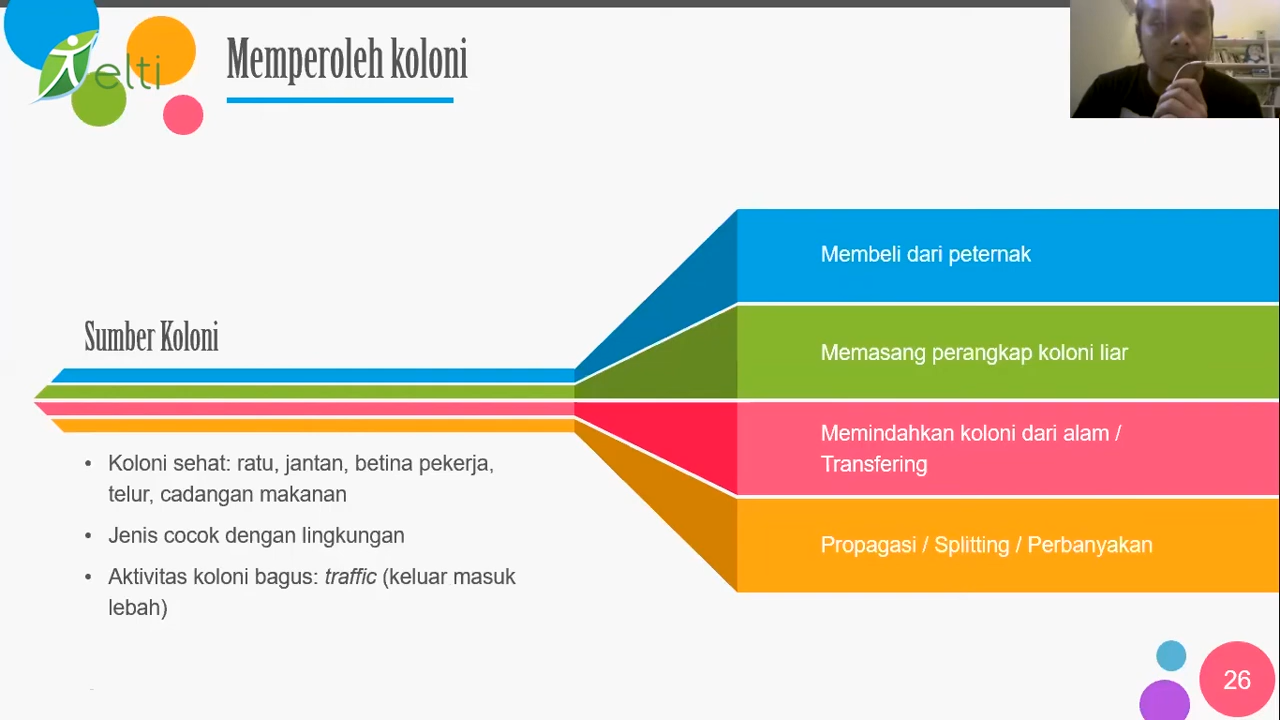 elti
Memperoleh koloni
Sumber Koloni
• Koloni sehat: ratu, jantan, betina pekerja,
telur, cadangan makanan
• Jenis cocok dengan lingkungan
• Aktivitas koloni bagus: traffic (keluar masuk
lebah)
Membeli dari peternak
Memasang perangkap koloni liar
Memindahkan koloni dari alam /
Transfering
Propagasi / Splitting / Perbanyakan
26